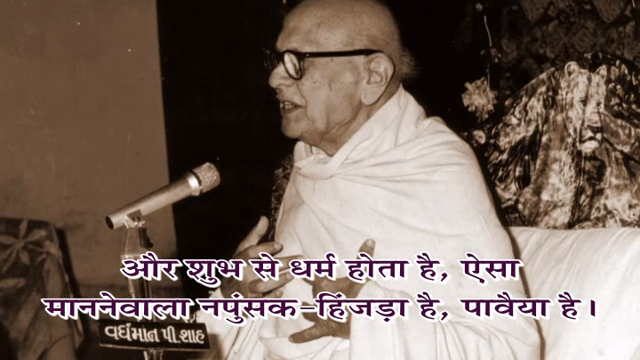 और शुभ से धर्म होता है, ऐसा
माननेवाला नपुंसक-हिंजड़ा है, पावैया है।
વર્ધમાન પી.શાહ